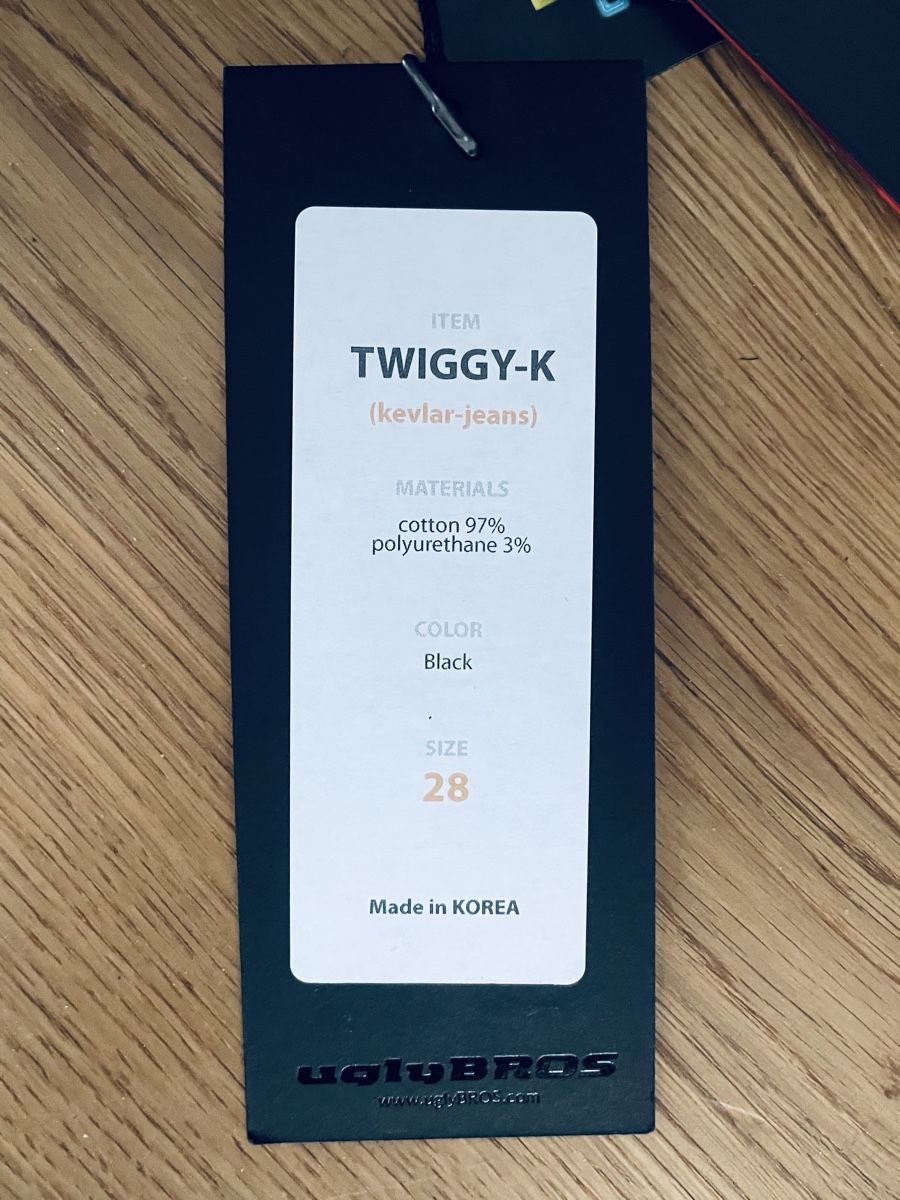 ITEM
TWIGGY-K
(kevlar-jeans)
MATERIALS
cotton 97%
polyurethane 3%
COLOR
Black
SIZE
28
Made in KOREA
uglyBROS
www.uglyBROS.com